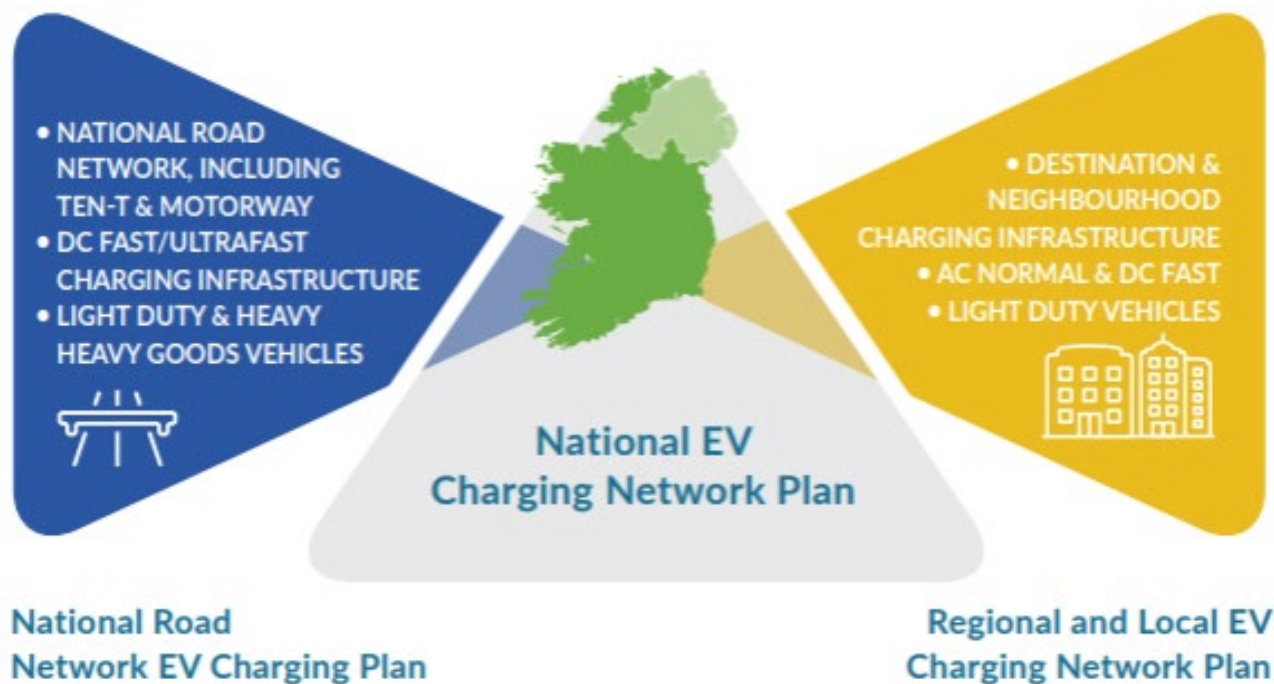 • NATIONAL ROAD
NETWORK, INCLUDING
TEN-T & MOTORWAY
• DC FAST/ULTRAFAST
CHARGING INFRASTRUCTURE
• LIGHT DUTY & HEAVY
HEAVY GOODS VEHICLES
• DESTINATION &
NEIGHBOURHOOD
CHARGING INFRASTRUCTURE
• AC NORMAL & DC FAST
• LIGHT DUTY VEHICLES
National EV
Charging Network Plan
National Road
Network EV Charging Plan
Regional and Local EV
Charging Network Plan